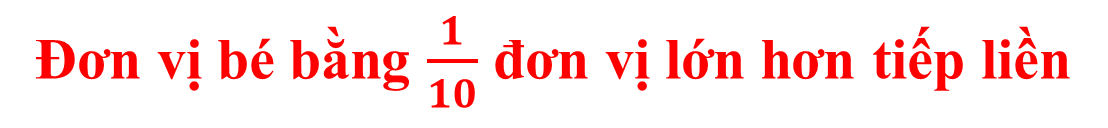 Đơn vị bé bằng 1/10 đơn vị lớn hơn tiếp liền